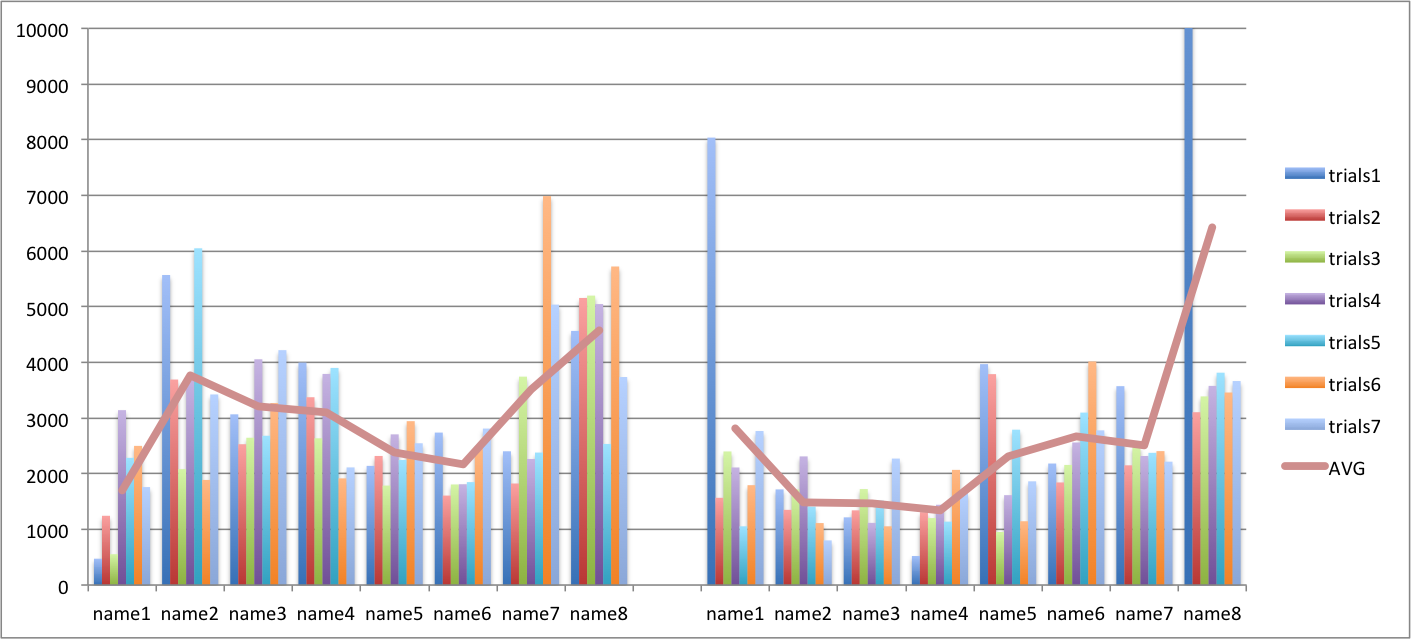 10000
9000
8000
7000
6000
5000
4000
3000
2000
1000
0
name1 name2 name3 name4 name5 name6 name7 name8 name1 name2 name3 name4 name5 name6 name7 name8
trials1
trials2
trials3
trials4
trials5
trials6
trials7
AVG